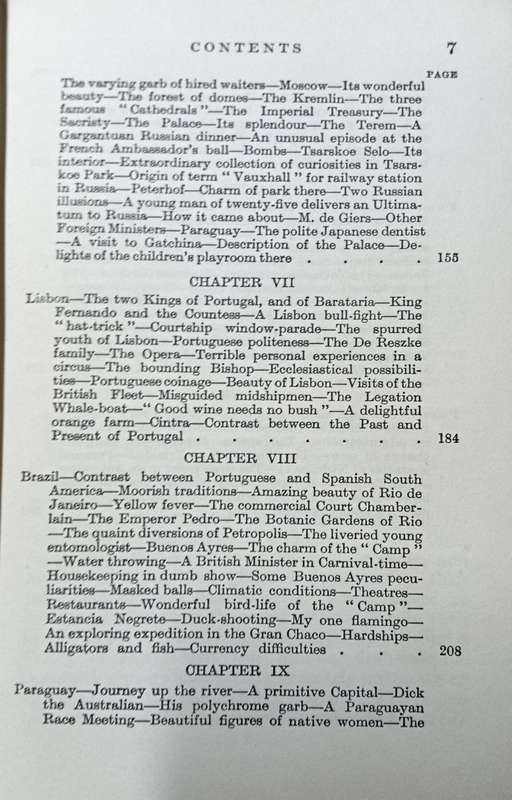 CONTENTS 7
PAGE
The varying garb of hired waiters—Moscow—Its wonderful
beauty—The forest of domes—The Kremlin—The three
famous "Cathedrals"—The Imperial Treasury—The
Sacristy—The Palace—Its splendour—The Terem—A
Gargantuan Russian dinner—An unusual episode at the
French Ambassador's ball—Bombs—Tsarskoe Selo—Its
interior—Extraordinary collection of curiosities in Tsars-
koe Park—Origin of term "Vauxhall" for railway station
in Russia—Peterhof—Charm of park there—Two Russian
illusions—A young man of twenty-five delivers an Ultima-
tum to Russia—How it came about—M. de Giers—Other
Foreign Ministers—Paraguay—The polite Japanese dentist
—A visit to Gatchina—Description of the Palace—De-
lights of the children's playroom there . . . . 155
CHAPTER VII
Lisbon—The two Kings of Portugal, and of Barataria—King
Fernando and the Countess—A Lisbon bull-fight—The
"hat-trick"—Courtship window-parade—The spurred
youth of Lisbon—Portuguese politeness—The De Reszke
family—The Opera—Terrible personal experiences in a
circus—The bounding Bishop—Ecclesiastical possibili-
ties—Portuguese coinage—Beauty of Lisbon—Visits of the
British Fleet—Misguided midshipmen—The Legation
Whale-boat—"Good wine needs no bush"—A delightful
orange farm—Cintra—Contrast between the Past and
Present of Portugal . . . . . . . 184
CHAPTER VIII
Brazil—Contrast between Portuguese and Spanish South
America—Moorish traditions—Amazing beauty of Rio de
Janeiro—Yellow fever—The commercial Court Chamber-
lain—The Emperor Pedro—The Botanic Gardens of Rio
—The quaint diversions of Petropolis—The liveried young
entomologist—Buenos Ayres—The charm of the "Camp"
—Water throwing—A British Minister in Carnival-time—
Housekeeping in dumb show—Some Buenos Ayres pecu-
liarities—Masked balls—Climatic conditions—Theatres—
Restaurants—Wonderful bird-life of the "Camp"—
Estancia Negrete—Duck-shooting—My one flamingo—
An exploring expedition in the Gran Chaco—Hardships—
Alligators and fish—Currency difficulties . . . 208
CHAPTER IX
Paraguay—Journey up the river—A primitive Capital—Dick
the Australian—His polychrome garb—A Paraguayan
Race Meeting—Beautiful figures of native women—The